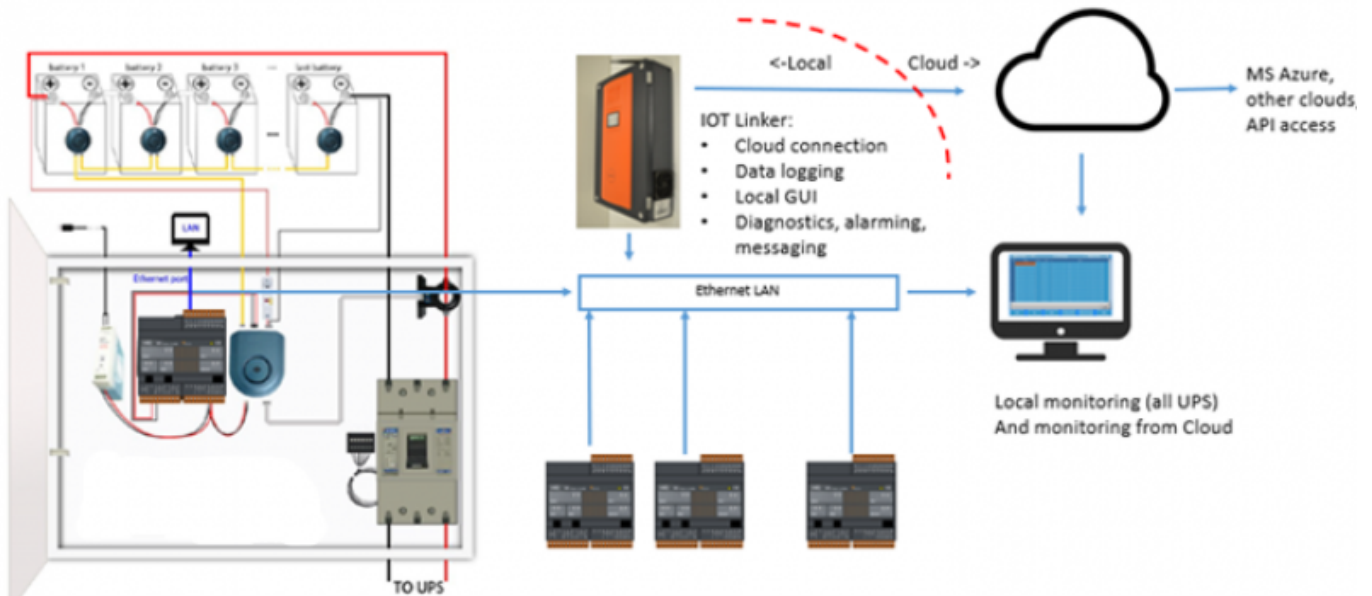 battery 1
battery 2
battery 3
last battery
LAN
Ethernet port
TO UPS
<-Local
Cloud ->
IOT Linker:
• Cloud connection
• Data logging
• Local GUI
• Diagnostics, alarming,
messaging
Ethernet LAN
MS Azure,
other clouds,
API access
Local monitoring (all UPS)
And monitoring from Cloud